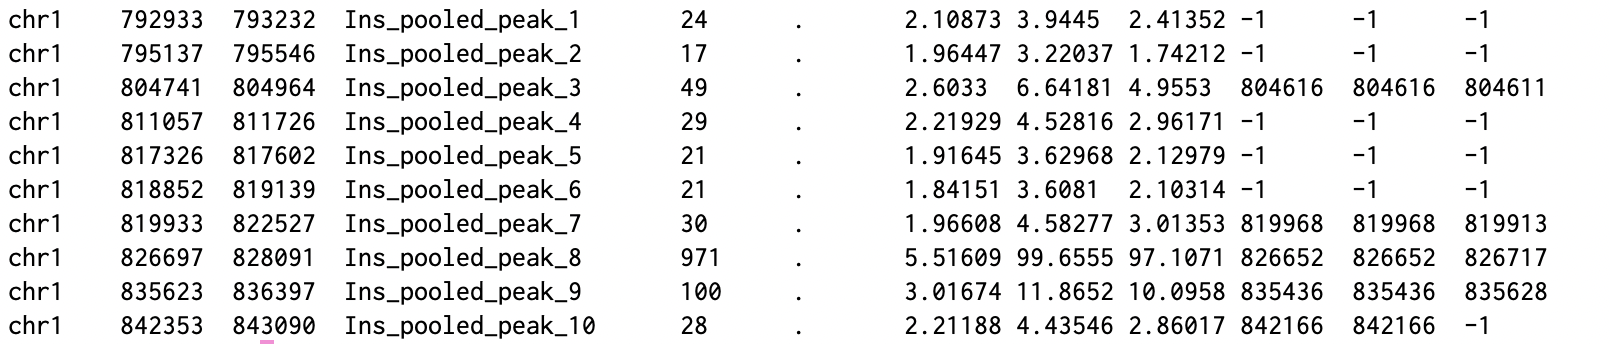 chr1 792933 793232 Ins_pooled_peak_1 24 . 2.10873 3.9445 2.41352 -1 -1 -1
chr1 795137 795546 Ins_pooled_peak_2 17 . 1.96447 3.22037 1.74212 -1 -1 -1
chr1 804741 804964 Ins_pooled_peak_3 49 . 2.6033 6.64181 4.9553 804616 804616 804611
chr1 811057 811726 Ins_pooled_peak_4 29 . 2.21929 4.52816 2.96171 -1 -1 -1
chr1 817326 817602 Ins_pooled_peak_5 21 . 1.91645 3.62968 2.12979 -1 -1 -1
chr1 818852 819139 Ins_pooled_peak_6 21 . 1.84151 3.6081 2.10314 -1 -1 -1
chr1 819933 822527 Ins_pooled_peak_7 30 . 1.96608 4.58277 3.01353 819968 819968 819913
chr1 826697 828091 Ins_pooled_peak_8 971 . 5.51609 99.6555 97.1071 826652 826652 826717
chr1 835623 836397 Ins_pooled_peak_9 100 . 3.01674 11.8652 10.0958 835436 835436 835628
chr1 842353 843090 Ins_pooled_peak_10 28 . 2.21188 4.43546 2.86017 842166 842166 -1